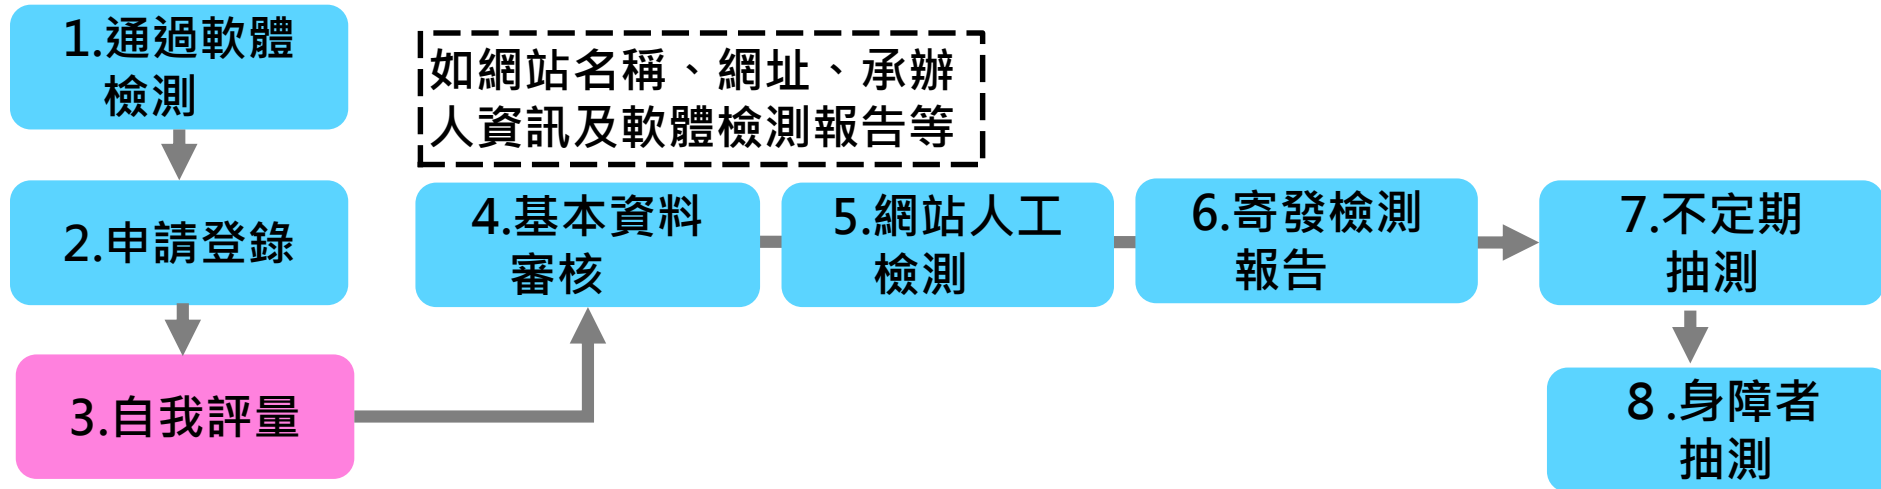 1.通過軟體
檢測
2.申請登錄
3.自我評量
如網站名稱、網址、承辦
人資訊及軟體檢測報告等
4.基本資料
審核
5.網站人工
檢測
6.寄發檢測
報告
7.不定期
抽測
8.身障者
抽測